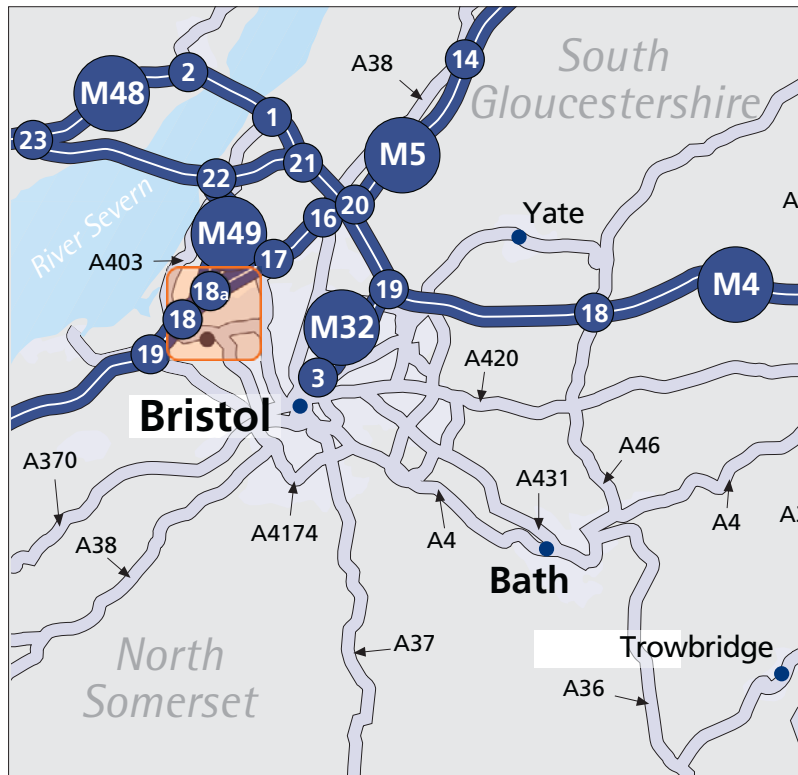 A38
14
South
Gloucestershire
2
M48
1
23
M5
21
22
River Severn
20
16
M49
Yate
17
A403
18a
19
M4
18
18
M32
19
3
A420
Bristol
A46
A370
A431
A4174
A4
A4
A38
Bath
North
Somerset
A37
Trowbridge
A36